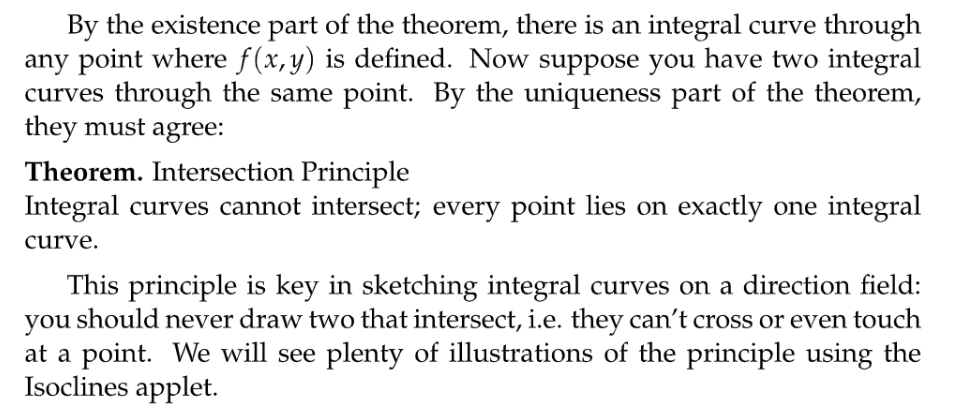 By the existence part of the theorem, there is an integral curve through
any point where f(x,y) is defined. Now suppose you have two integral
curves through the same point. By the uniqueness part of the theorem,
they must agree:
Theorem. Intersection Principle
Integral curves cannot intersect; every point lies on exactly one integral
curve.
This principle is key in sketching integral curves on a direction field:
you should never draw two that intersect, i.e. they can't cross or even touch
at a point. We will see plenty of illustrations of the principle using the
Isoclines applet.